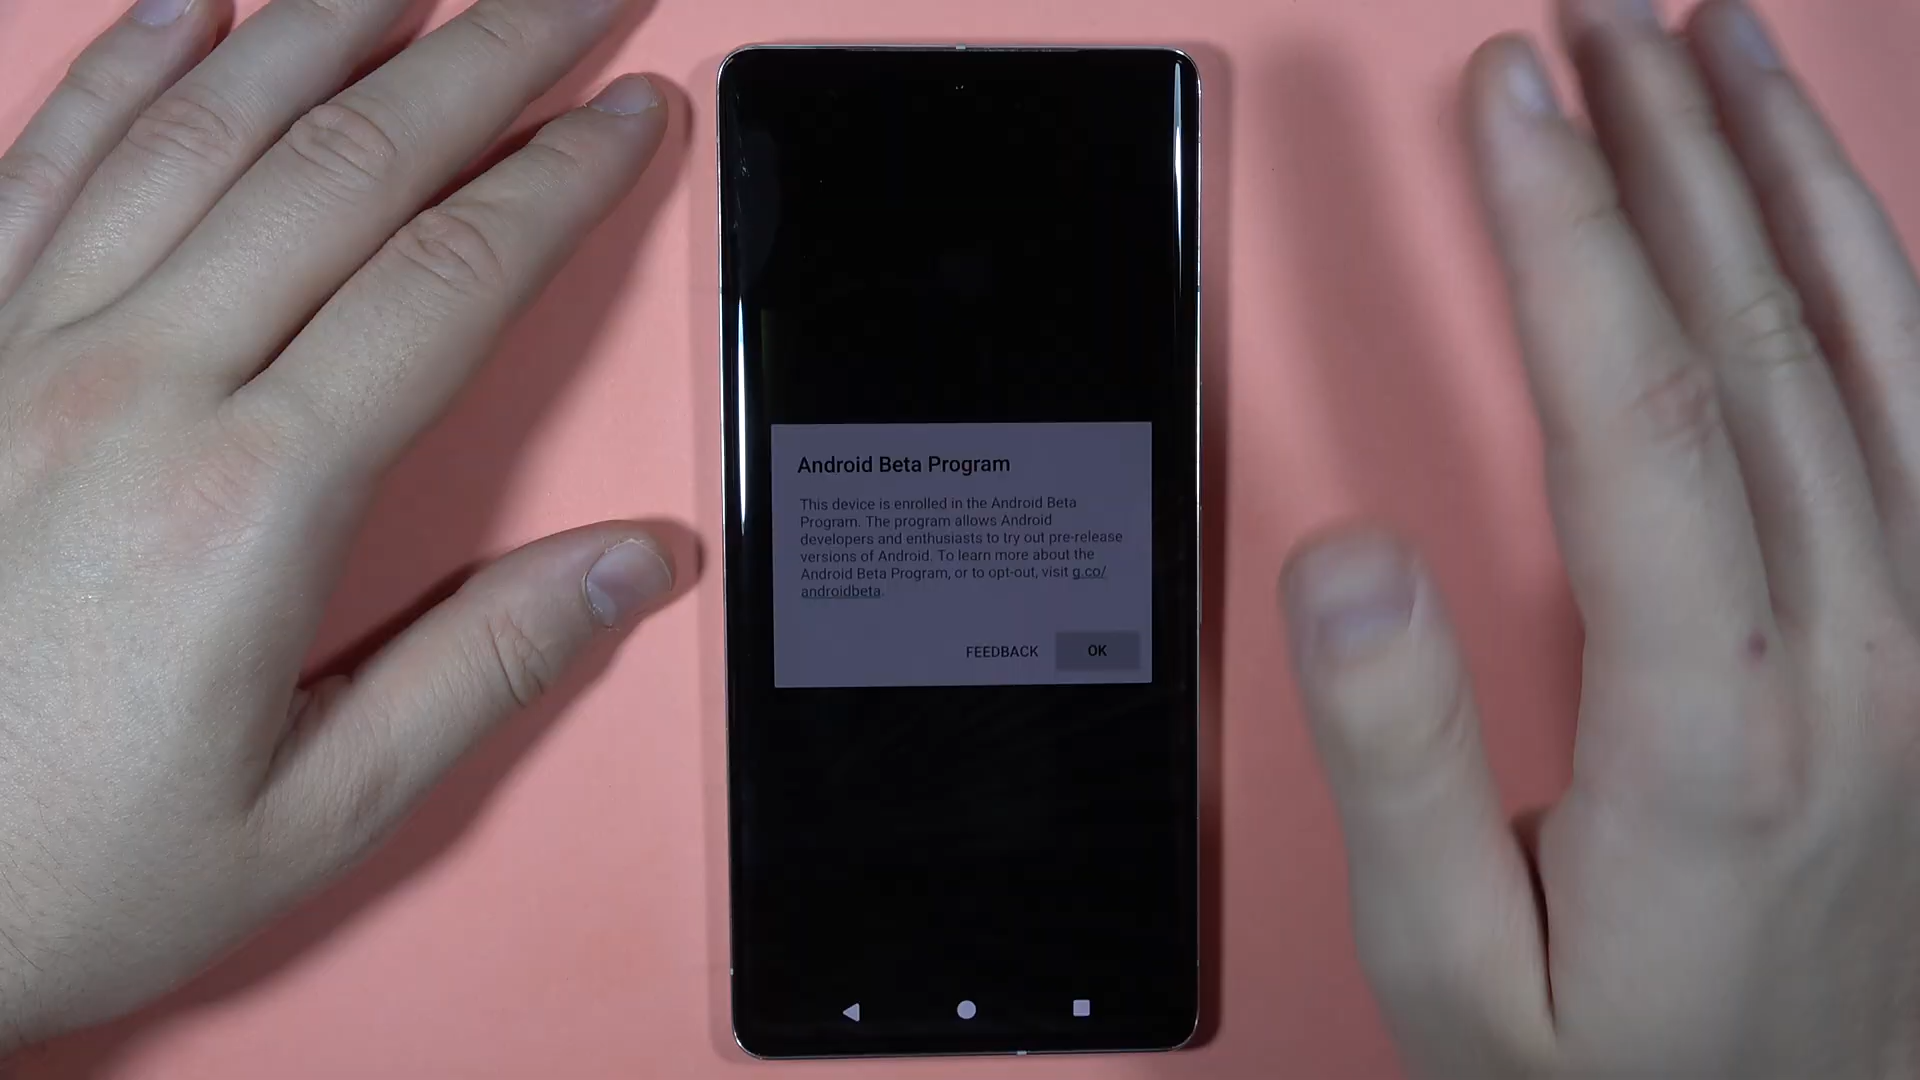 Android Beta Program
This device is enrolled in the Android Beta
Program. The program allows Android
developers and enthusiasts to try out pre-release
versions of Android. To learn more about the
Android Beta Program, or to opt-out, visit g.co/
androidbeta.
FEEDBACK OK